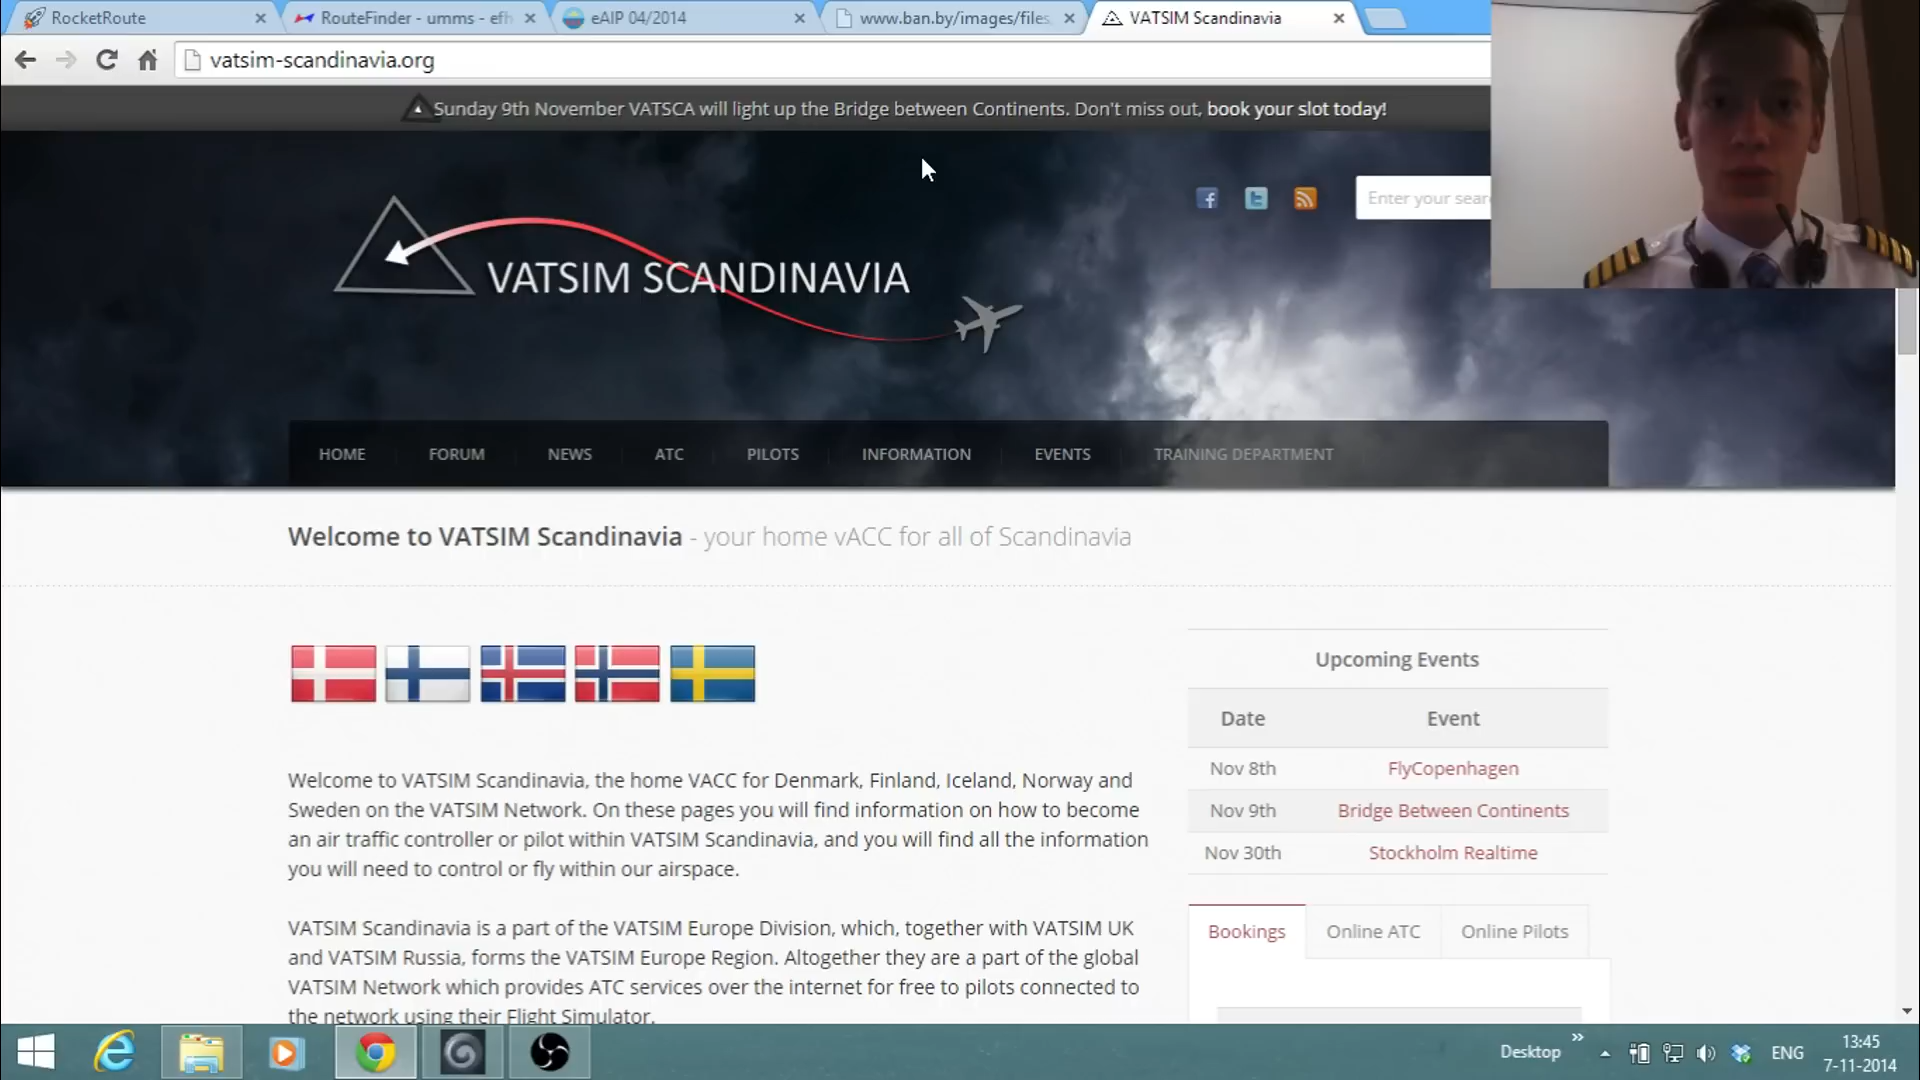 RocketRoute
RouteFinder - umms - efh
eAIP 04/2014
www.ban.by/images/files
VATSIM Scandinavia
vatsim-scandinavia.org
Sunday 9th November VATSCA will light up the Bridge between Continents. Don't miss out, book your slot today!
Enter your sear
VATSIM SCANDINAVIA
HOME
FORUM
NEWS
ATC
PILOTS
INFORMATION
EVENTS
TRAINING DEPARTMENT
Welcome to VATSIM Scandinavia - your home vACC for all of Scandinavia
Welcome to VATSIM Scandinavia, the home VACC for Denmark, Finland, Iceland, Norway and
Sweden on the VATSIM Network. On these pages you will find information on how to become
an air traffic controller or pilot within VATSIM Scandinavia, and you will find all the information
you will need to control or fly within our airspace.
VATSIM Scandinavia is a part of the VATSIM Europe Division, which, together with VATSIM UK
and VATSIM Russia, forms the VATSIM Europe Region. Altogether they are a part of the global
VATSIM Network which provides ATC services over the internet for free to pilots connected to
the network using their Flight Simulator.
Upcoming Events
Date Event
Nov 8th FlyCopenhagen
Nov 9th Bridge Between Continents
Nov 30th Stockholm Realtime
Bookings
Online ATC
Online Pilots
Desktop
ENG
13:45
7-11-2014